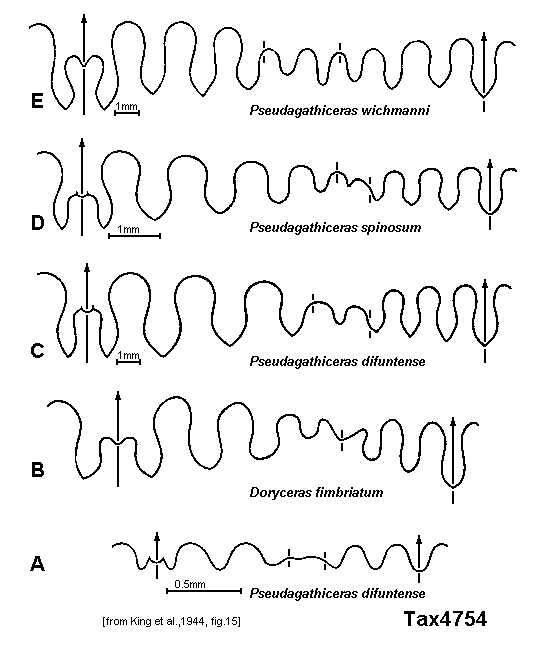 E
1mm
Pseudagathiceras wichmanni
D
1mm
Pseudagathiceras spinosum
C
1mm
Pseudagathiceras difuntense
B
Doryceras fimbriatum
A
0.5mm
Pseudagathiceras difuntense
[from King et al.,1944, fig.15]
Tax4754